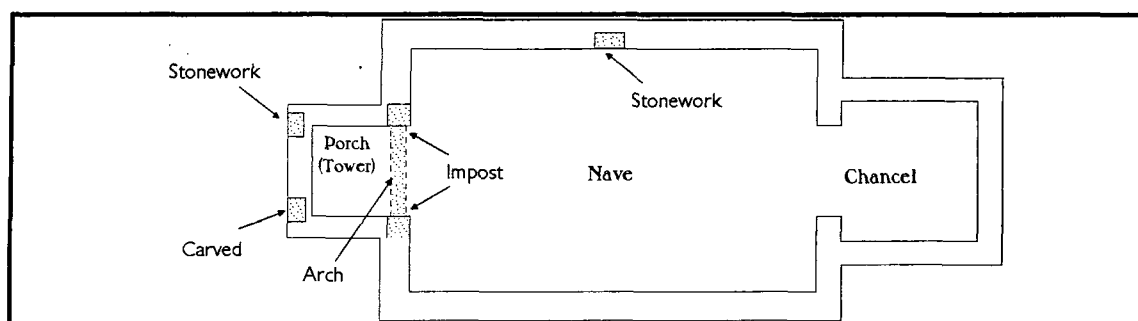 Stonework
Stonework
Porch
(Tower)
Impost
Nave
Chancel
Carved
Arch